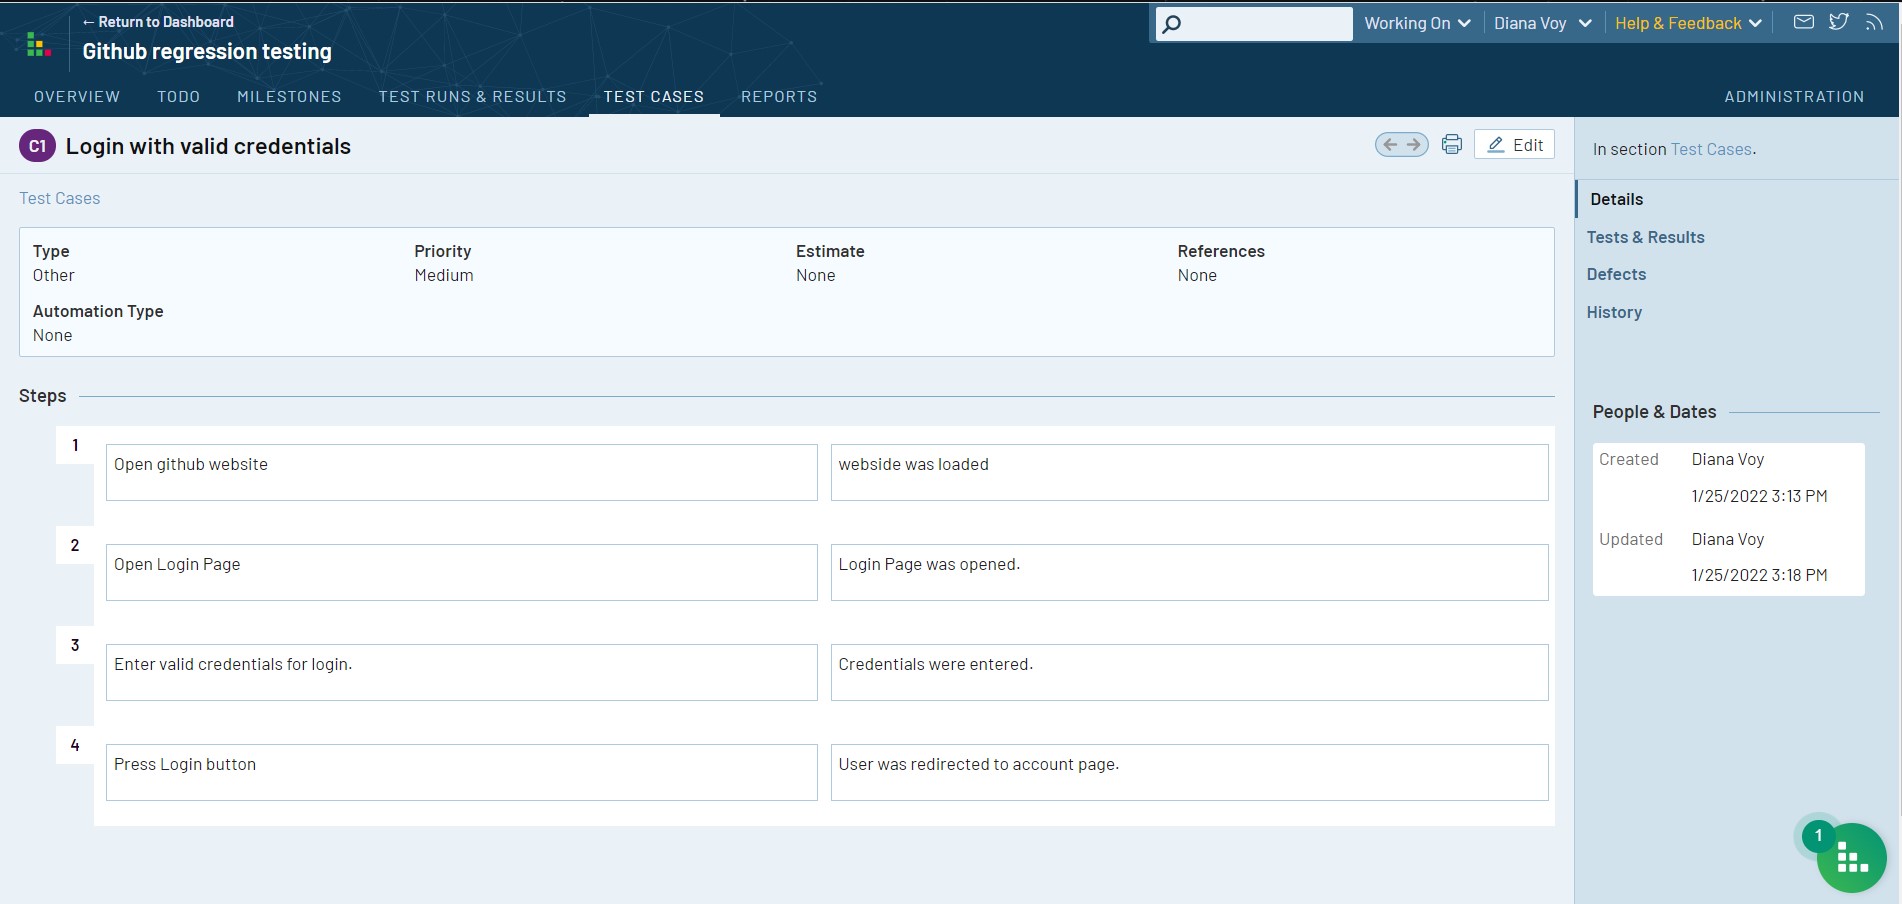 ← Return to Dashboard
Github regression testing
Working On
Diana Voy
Help & Feedback
OVERVIEW TODO MILESTONES TEST RUNS & RESULTS TEST CASES REPORTS ADMINISTRATION
C1 Login with valid credentials
Edit
In section Test Cases.
Test Cases
Details
Tests & Results
Defects
History
Type Priority Estimate References
Other Medium None None
Automation Type
None
Steps
1 Open github website webside was loaded
2 Open Login Page Login Page was opened.
3 Enter valid credentials for login. Credentials were entered.
4 Press Login button User was redirected to account page.
People & Dates
Created Diana Voy
1/25/2022 3:13 PM
Updated Diana Voy
1/25/2022 3:18 PM
1